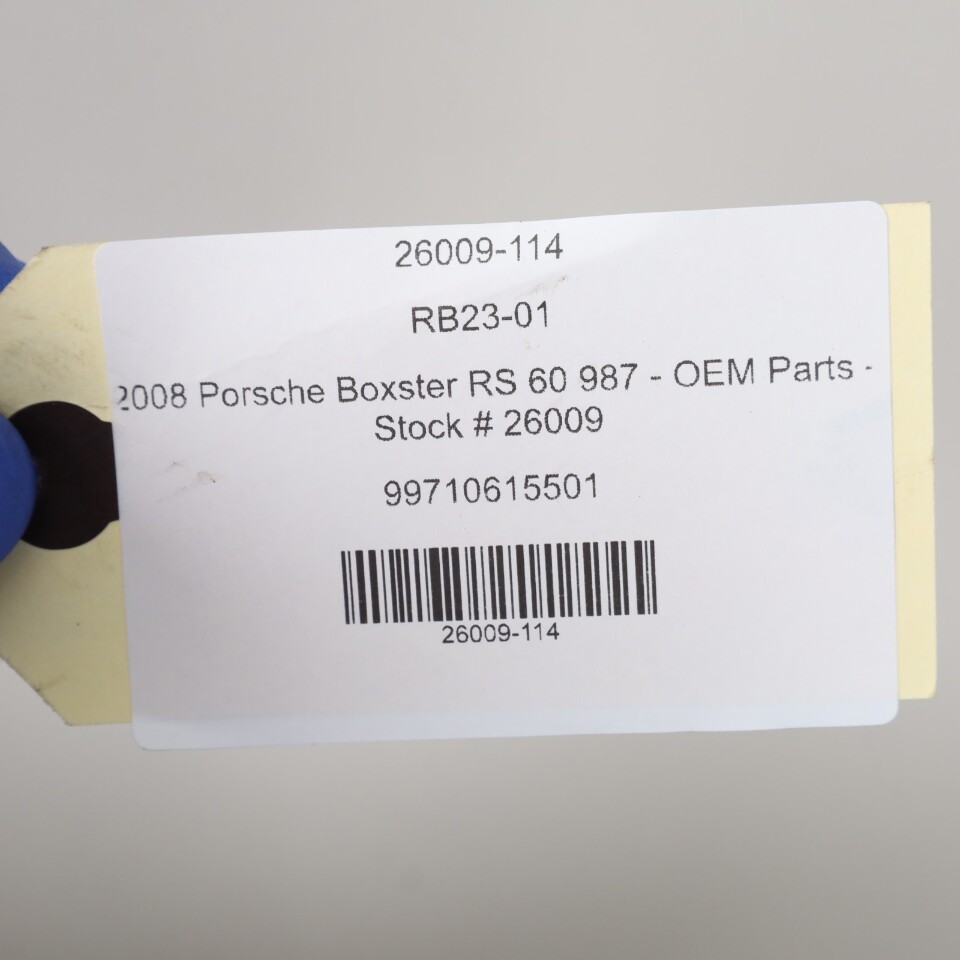 26009-114
RB23-01
2008 Porsche Boxster RS 60 987 - OEM Parts -
Stock # 26009
99710615501
26009-114